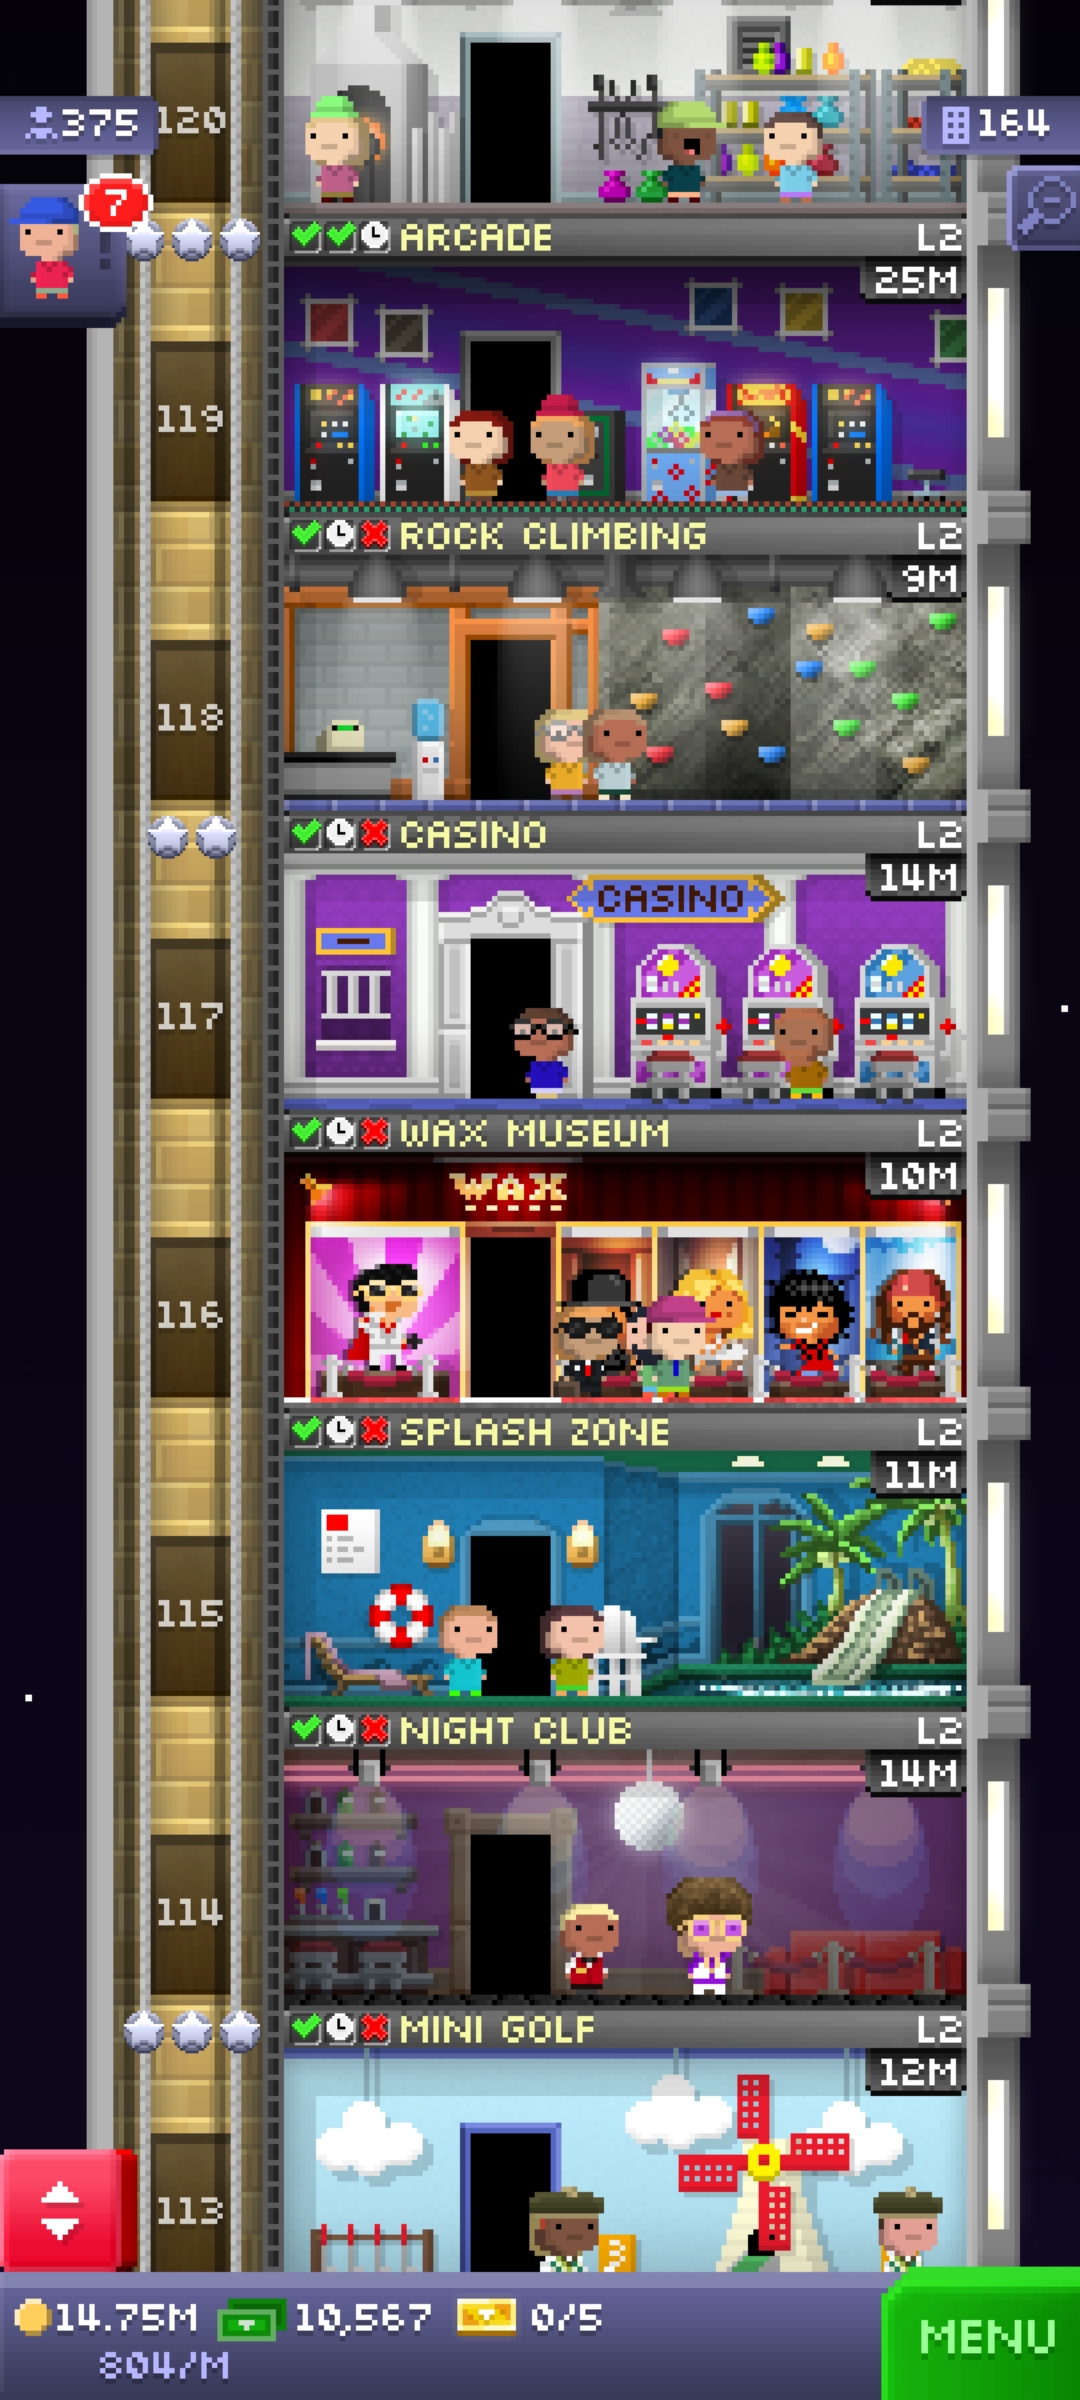 375
120
164
7
ARCADE L2
25M
119
ROCK CLIMBING L2
9M
118
CASINO L2
14M
CASINO
117
WAX MUSEUM L2
10M
WAX
116
SPLASH ZONE L2
11M
115
NIGHT CLUB L2
14M
114
MINI GOLF L2
12M
113
3
14.75M 10,567 0/5
804/M
MENU